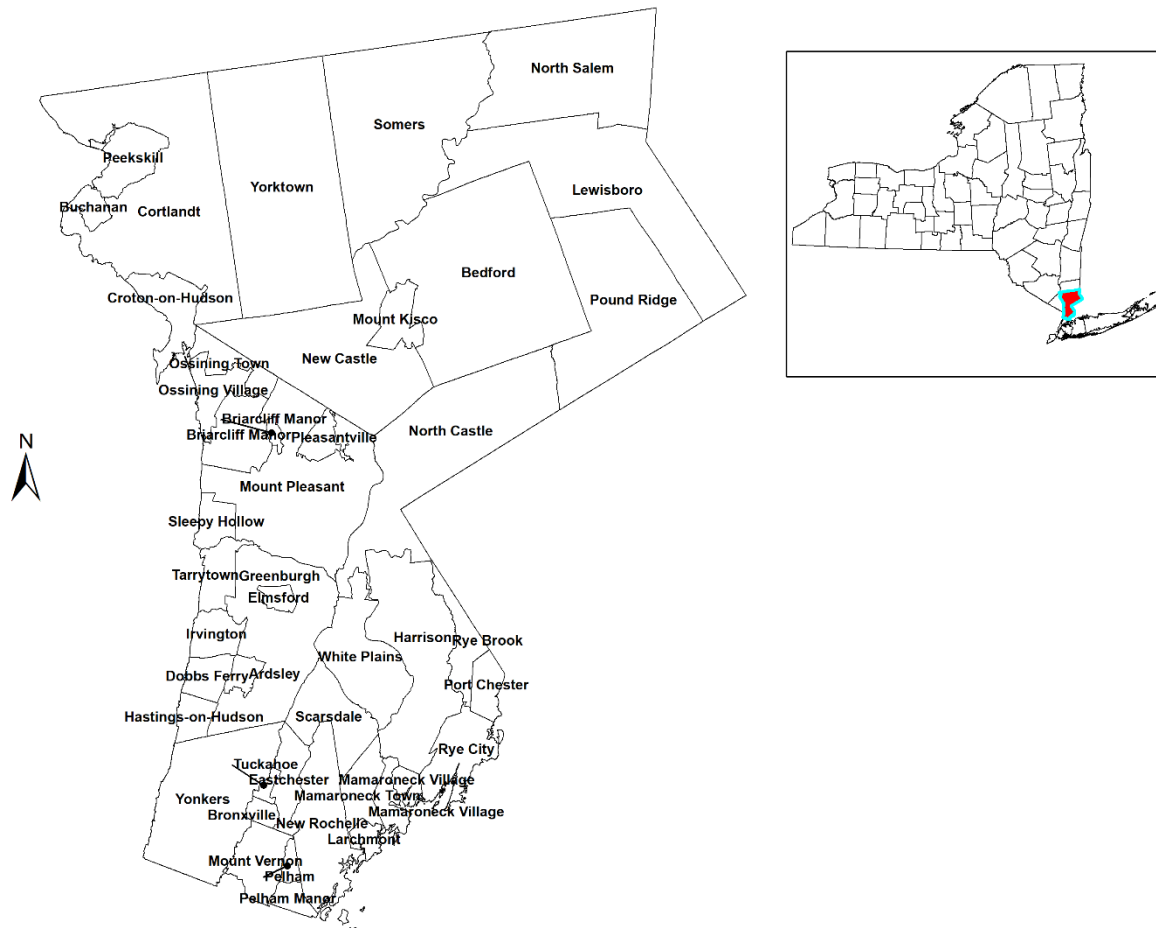 North Salem
Somers
Peekskill
Yorktown
Lewisboro
Buchanan
Cortlandt
Bedford
Croton-on-Hudson
Pound Ridge
Mount Kisco
New Castle
Ossining Town
Ossining Village
Briarcliff Manor
Briarcliff Manor
Pleasantville
North Castle
N
Mount Pleasant
Sleepy Hollow
Tarrytown
Greenburgh
Elmsford
Irvington
Harrison
Rye Brook
White Plains
Dobbs Ferry
Ardsley
Port Chester
Hastings-on-Hudson
Scarsdale
Rye City
Tuckahoe
Eastchester
Mamaroneck Village
Yonkers
Mamaroneck Town
Bronxville
Mamaroneck Village
New Rochelle
Larchmont
Mount Vernon
Pelham
Pelham Manor